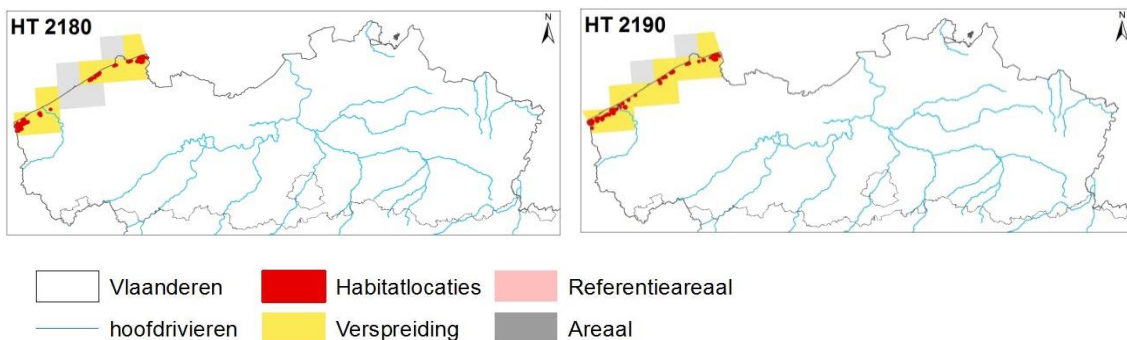 HT 2180
N
HT 2190
N
Vlaanderen
Habitatlocaties
Referentieareaal
hoofdrivieren
Verspreiding
Areaal